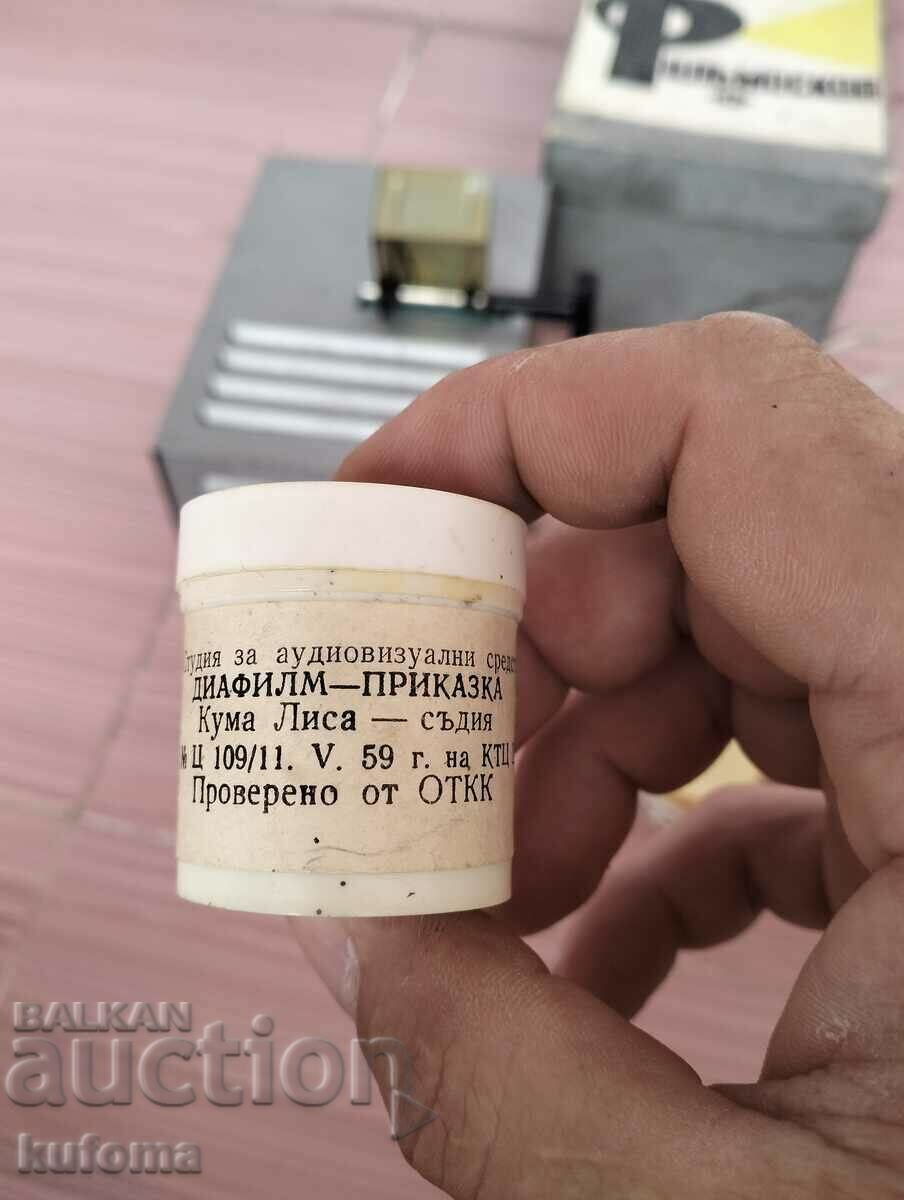 Студия за аудиовизуални средст
ДИАФИЛМ—ПРИКАЗКА
Кума Лиса — съдия
№ Ц 109/11. V. 59 г. на КТЦ
Проверено от ОТКК
BALKAN
auction
kufoma